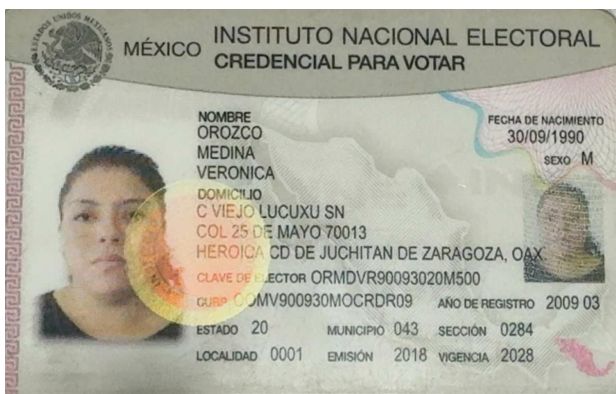 ESTADOS UNIDOS MEXICANOS
MÉXICO INSTITUTO NACIONAL ELECTORAL
CREDENCIAL PARA VOTAR
NOMBRE
OROZCO
MEDINA
VERONICA
FECHA DE NACIMIENTO
30/09/1990
SEXO M
DOMICILIO
C VIEJO LUCUXU SN
COL 25 DE MAYO 70013
HEROICA CD DE JUCHITAN DE ZARAGOZA, OAX.
CLAVE DE ELECTOR ORMDVR90093020M500
CURP OOMV900930MOCRDR09 AÑO DE REGISTRO 2009 03
ESTADO 20 MUNICIPIO 043 SECCIÓN 0284
LOCALIDAD 0001 EMISIÓN 2018 VIGENCIA 2028